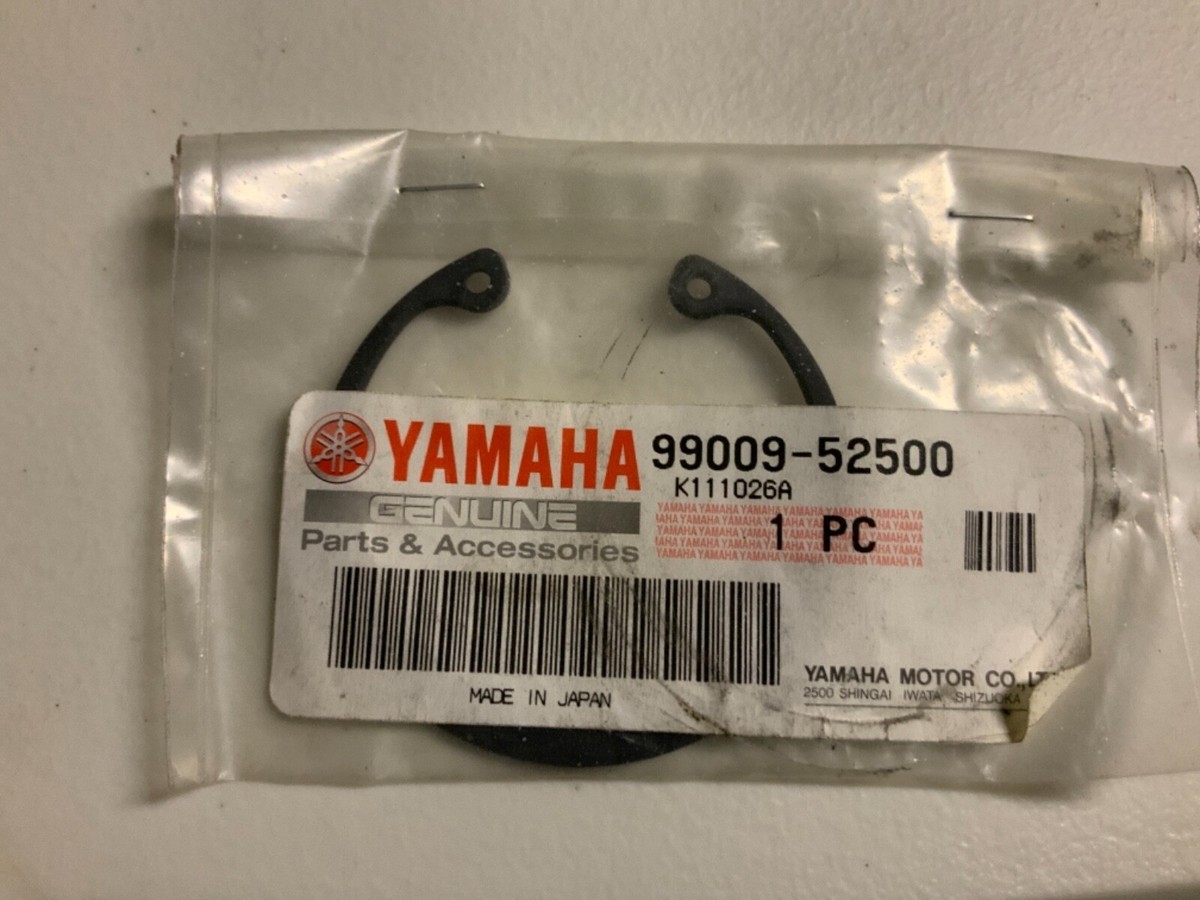 YAMAHA 99009-52500
K111026A
GENUINE
1 PC
Parts & Accessories
MADE IN JAPAN
YAMAHA MOTOR CO.,LT
2500 SHINGAI IWATA SHIZUOKA